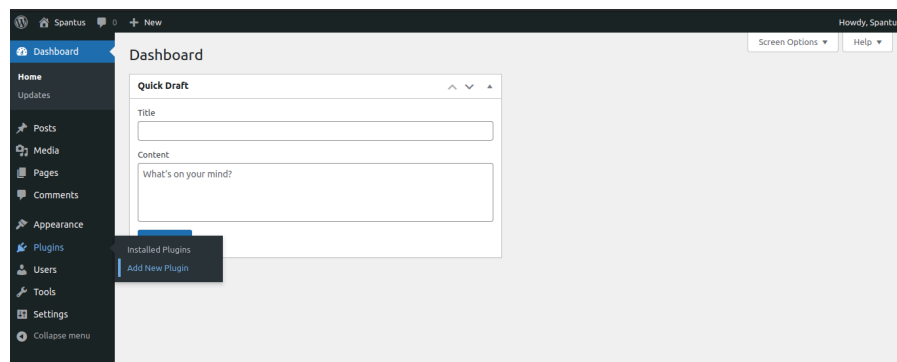 Spantus 0 + New Howdy, Spantu
Dashboard
Screen Options ▼ Help ▼
Dashboard
Home
Updates
Posts
Media
Pages
Comments
Appearance
Plugins
Users
Tools
Settings
Collapse menu
Quick Draft
Title
Content
What's on your mind?
Installed Plugins
Add New Plugin